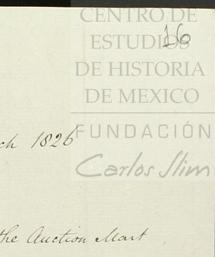 CENTRO DE
ESTUDIOS
16
DE HISTORIA
DE MEXICO
FUNDACIÓN
ch 1826
Carlos Slim
the Auction Mart